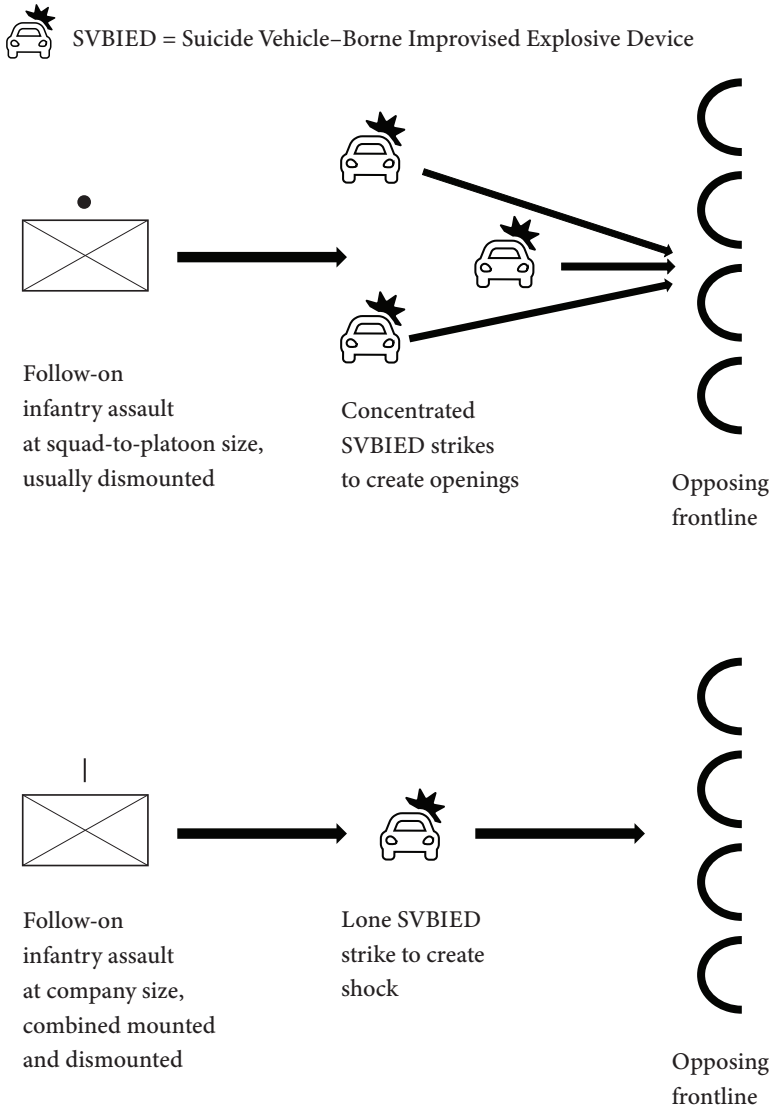 SVBIED = Suicide Vehicle–Borne Improvised Explosive Device
Follow-on
infantry assault
at squad-to-platoon size,
usually dismounted
Concentrated
SVBIED strikes
to create openings
Opposing
frontline
Follow-on
infantry assault
at company size,
combined mounted
and dismounted
Lone SVBIED
strike to create
shock
Opposing
frontline